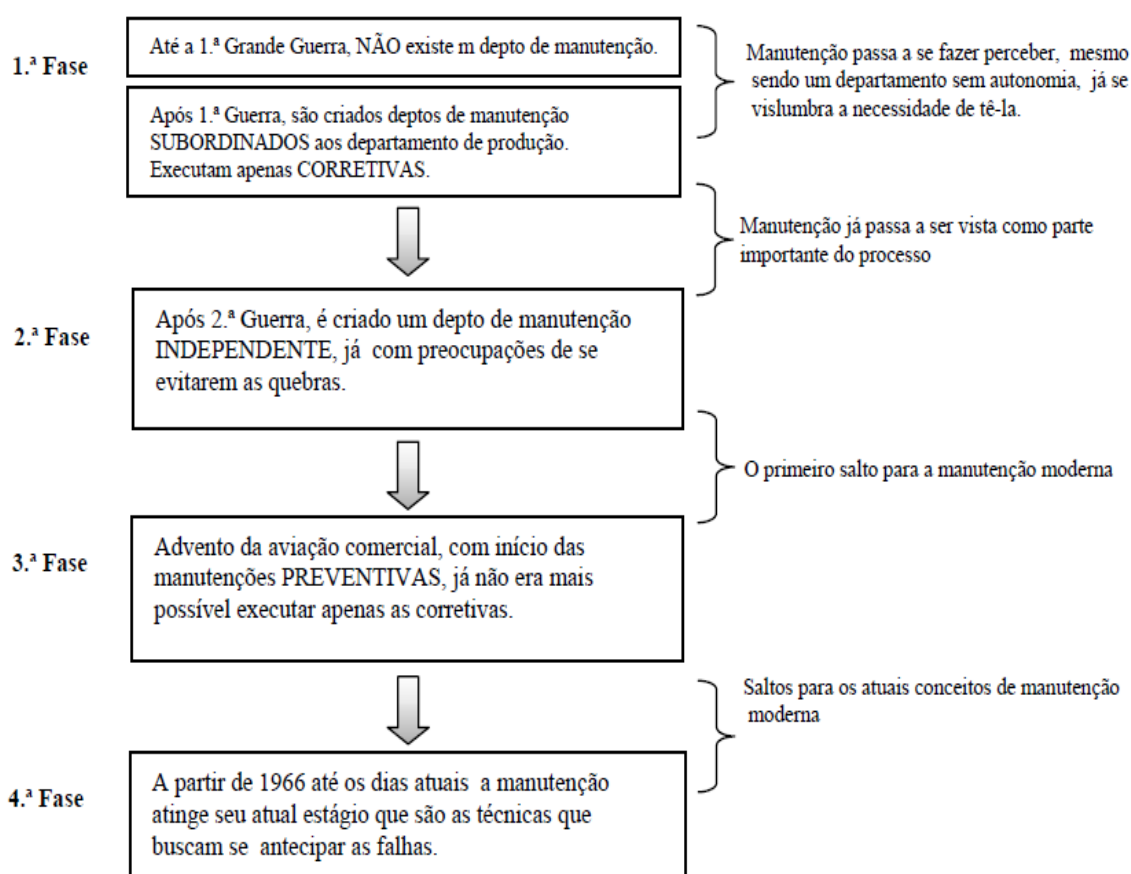 1.ª Fase
Até a 1.ª Grande Guerra, NÃO existe m depto de manutenção.
Após 1.ª Guerra, são criados deptos de manutenção
SUBORDINADOS aos departamento de produção.
Executam apenas CORRETIVAS.
Manutenção passa a se fazer perceber, mesmo
sendo um departamento sem autonomia, já se
vislumbra a necessidade de tê-la.
Manutenção já passa a ser vista como parte
importante do processo
2.ª Fase
Após 2.ª Guerra, é criado um depto de manutenção
INDEPENDENTE, já com preocupações de se
evitarem as quebras.
O primeiro salto para a manutenção moderna
3.ª Fase
Advento da aviação comercial, com início das
manutenções PREVENTIVAS, já não era mais
possível executar apenas as corretivas.
Saltos para os atuais conceitos de manutenção
moderna
4.ª Fase
A partir de 1966 até os dias atuais a manutenção
atinge seu atual estágio que são as técnicas que
buscam se antecipar as falhas.